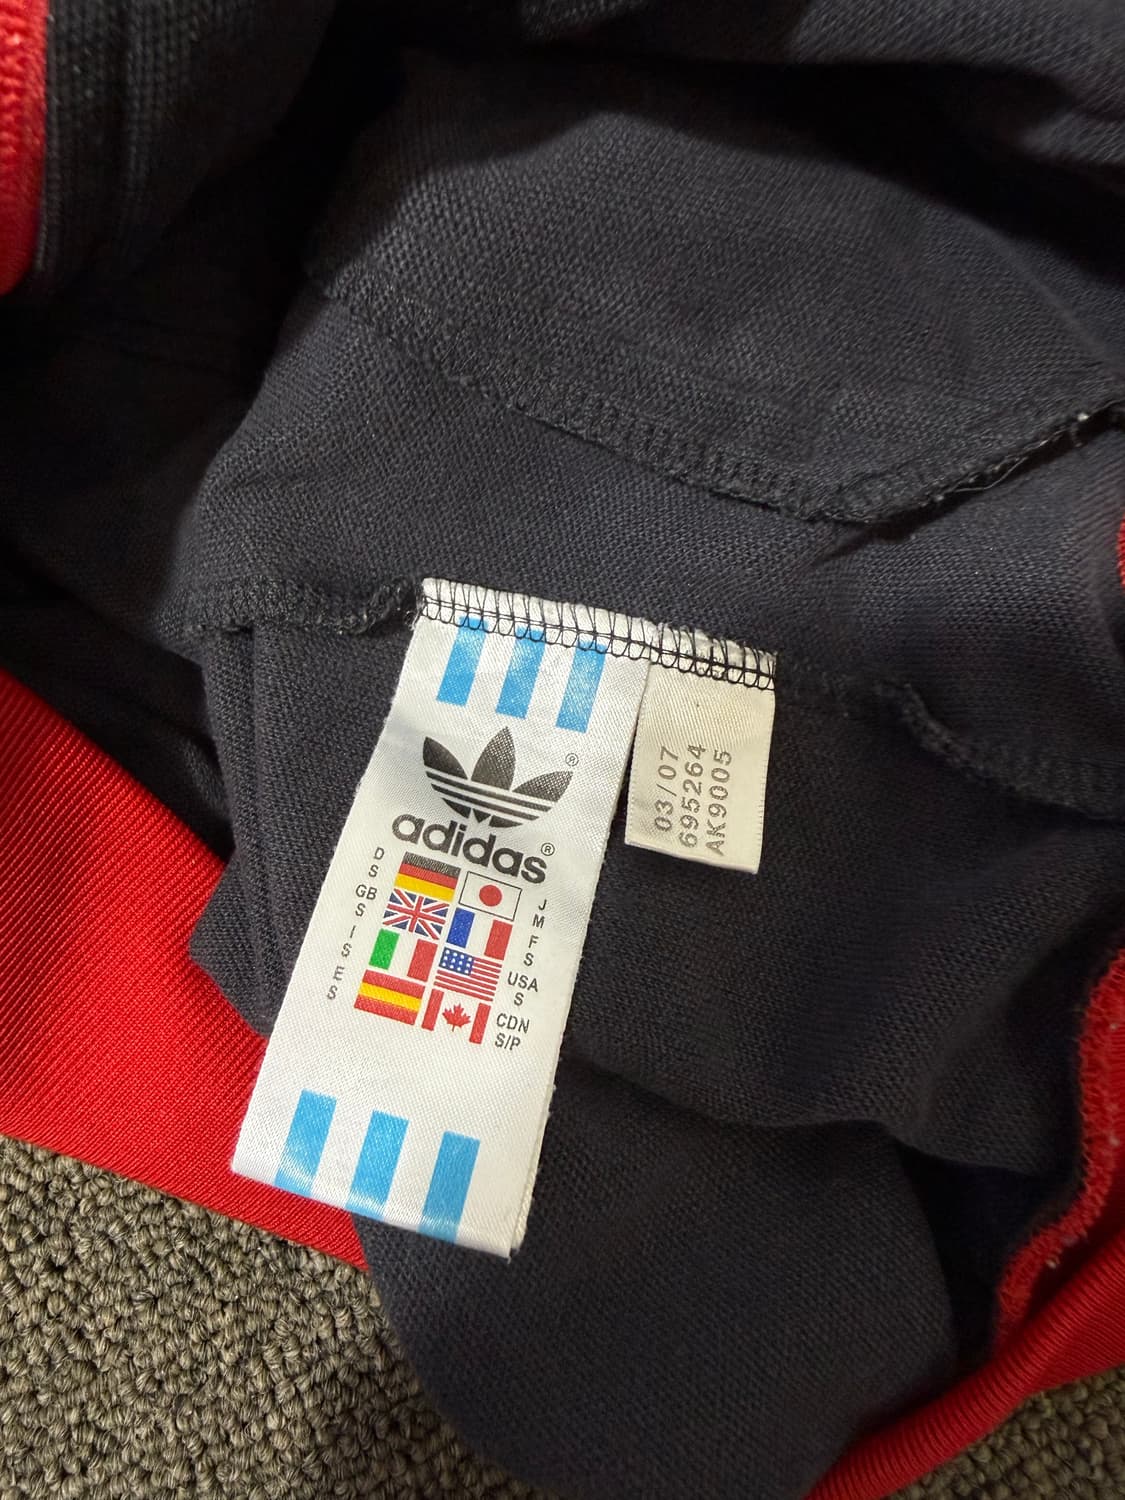 ®
adidas®
D
S
GB
S
I
S
E
S
J
M
F
S
USA
S
CDN
S/P
03/07
695264
AK9005